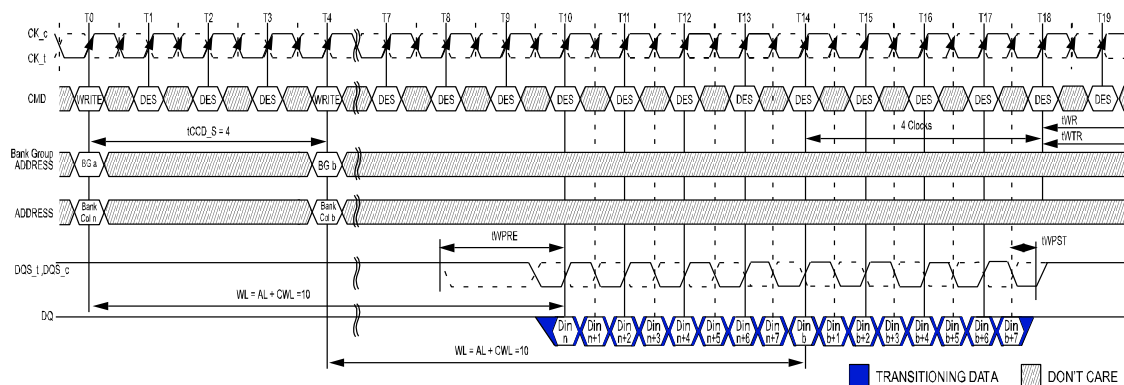 T0 T1 T2 T3 T4 T7 T8 T9 T10 T11 T12 T13 T14 T15 T16 T17 T18 T19
CK_c
CK_t
CMD WRITE DES DES DES WRITE DES DES DES DES DES DES DES DES DES DES DES DES DES
tCCD_S = 4
4 Clocks
tWR
tWTR
Bank Group
ADDRESS
BG a BG b
ADDRESS
Bank
Col n
Bank
Col b
tWPRE
tWPST
DQS_t ,DQS_c
WL = AL + CWL =10
DQ
Din Din Din Din Din Din Din Din Din Din Din Din Din Din Din Din
n n+1 n+2 n+3 n+4 n+5 n+6 n+7 b b+1 b+2 b+3 b+4 b+5 b+6 b+7
WL = AL + CWL =10
TRANSITIONING DATA
DON'T CARE